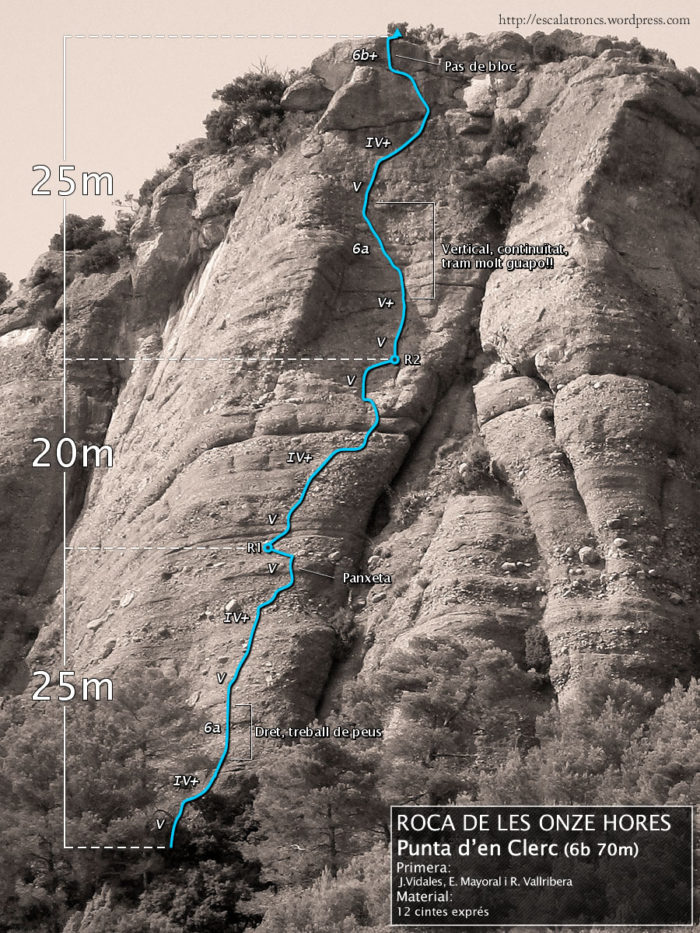 http://escalatroncs.wordpress.com
6b+
Pas de bloc
IV+
25m
V
6a
Vertical, continuïtat,
tram molt guapo!!
V+
V
R2
V
20m
IV+
V
R1
V
Panxeta
IV+
V
25m
6a
Dret, treball de peus
IV+
V
ROCA DE LES ONZE HORES
Punta d'en Clerc (6b 70m)
Primera:
J.Vidales, E. Mayoral i R. Vallribera
Material:
12 cintes exprés